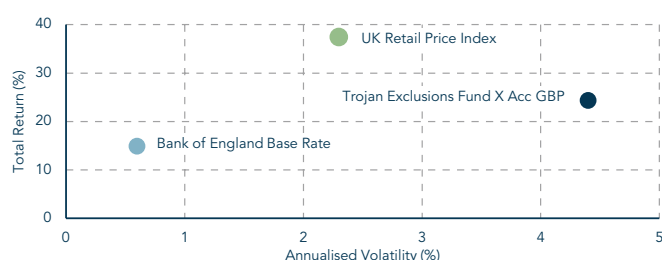 40
UK Retail Price Index
30
Trojan Exclusions Fund X Acc GBP
20
Bank of England Base Rate
10
0
Total Return (%)
0 1 2 3 4 5
Annualised Volatility (%)